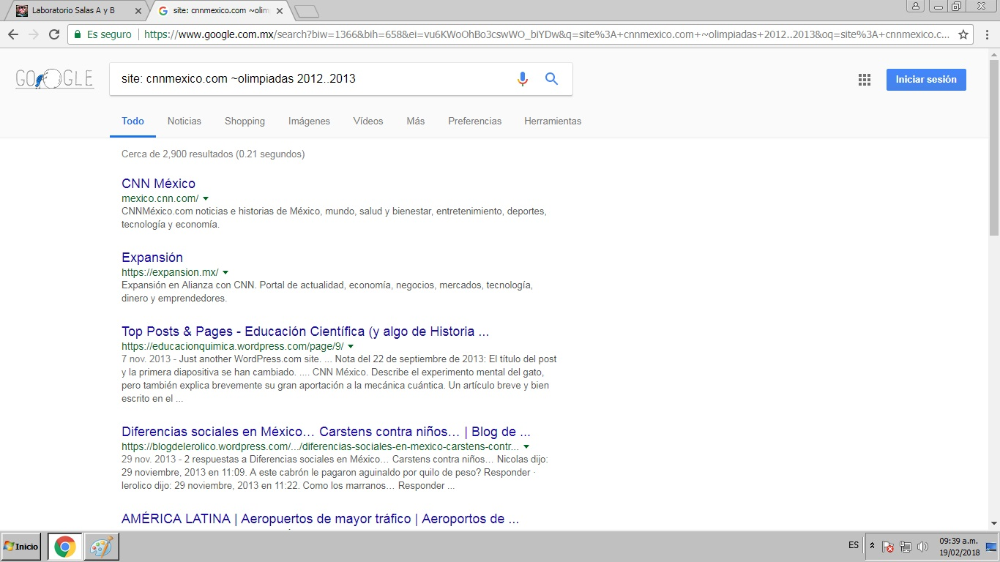 Laboratorio Salas A y B
site: cnnmexico.com ~olim
Es seguro | https://www.google.com.mx/search?biw=1366&bih=658&ei=vu6KWoOhBo3cswWO_biYDw&q=site%3A+cnnmexico.com+~olimpiadas+2012..2013&oq=site%3A+cnnmexico.c...
GOOGLE
site: cnnmexico.com ~olimpiadas 2012..2013
Iniciar sesión
Todo Noticias Shopping Imágenes Vídeos Más Preferencias Herramientas
Cerca de 2,900 resultados (0.21 segundos)
CNN México
mexico.cnn.com/
CNNMéxico.com noticias e historias de México, mundo, salud y bienestar, entretenimiento, deportes,
tecnología y economía.
Expansión
https://expansion.mx/
Expansión en Alianza con CNN. Portal de actualidad, economía, negocios, mercados, tecnología,
dinero y emprendedores.
Top Posts & Pages - Educación Científica (y algo de Historia ...
https://educacionquimica.wordpress.com/page/9/
7 nov. 2013 - Just another WordPress.com site. ... Nota del 22 de septiembre de 2013: El título del post
y la primera diapositiva se han cambiado. .... CNN México. Describe el experimento mental del gato,
pero también explica brevemente su gran aportación a la mecánica cuántica. Un artículo breve y bien
escrito en el ...
Diferencias sociales en México… Carstens contra niños… | Blog de ...
https://blogdelerolico.wordpress.com/.../diferencias-sociales-en-mexico-carstens-contr...
29 nov. 2013 - 2 respuestas a Diferencias sociales en México… Carstens contra niños… Nicolas dijo:
29 noviembre, 2013 en 11:09. A este cabrón le pagaron aguinaldo por quilo de peso? Responder ·
lerolico dijo: 29 noviembre, 2013 en 11:22. Como los marranos… Responder ...
AMÉRICA LATINA | Aeropuertos de mayor tráfico | Aeroportos de ...
Inicio
ES
09:39 a.m.
19/02/2018